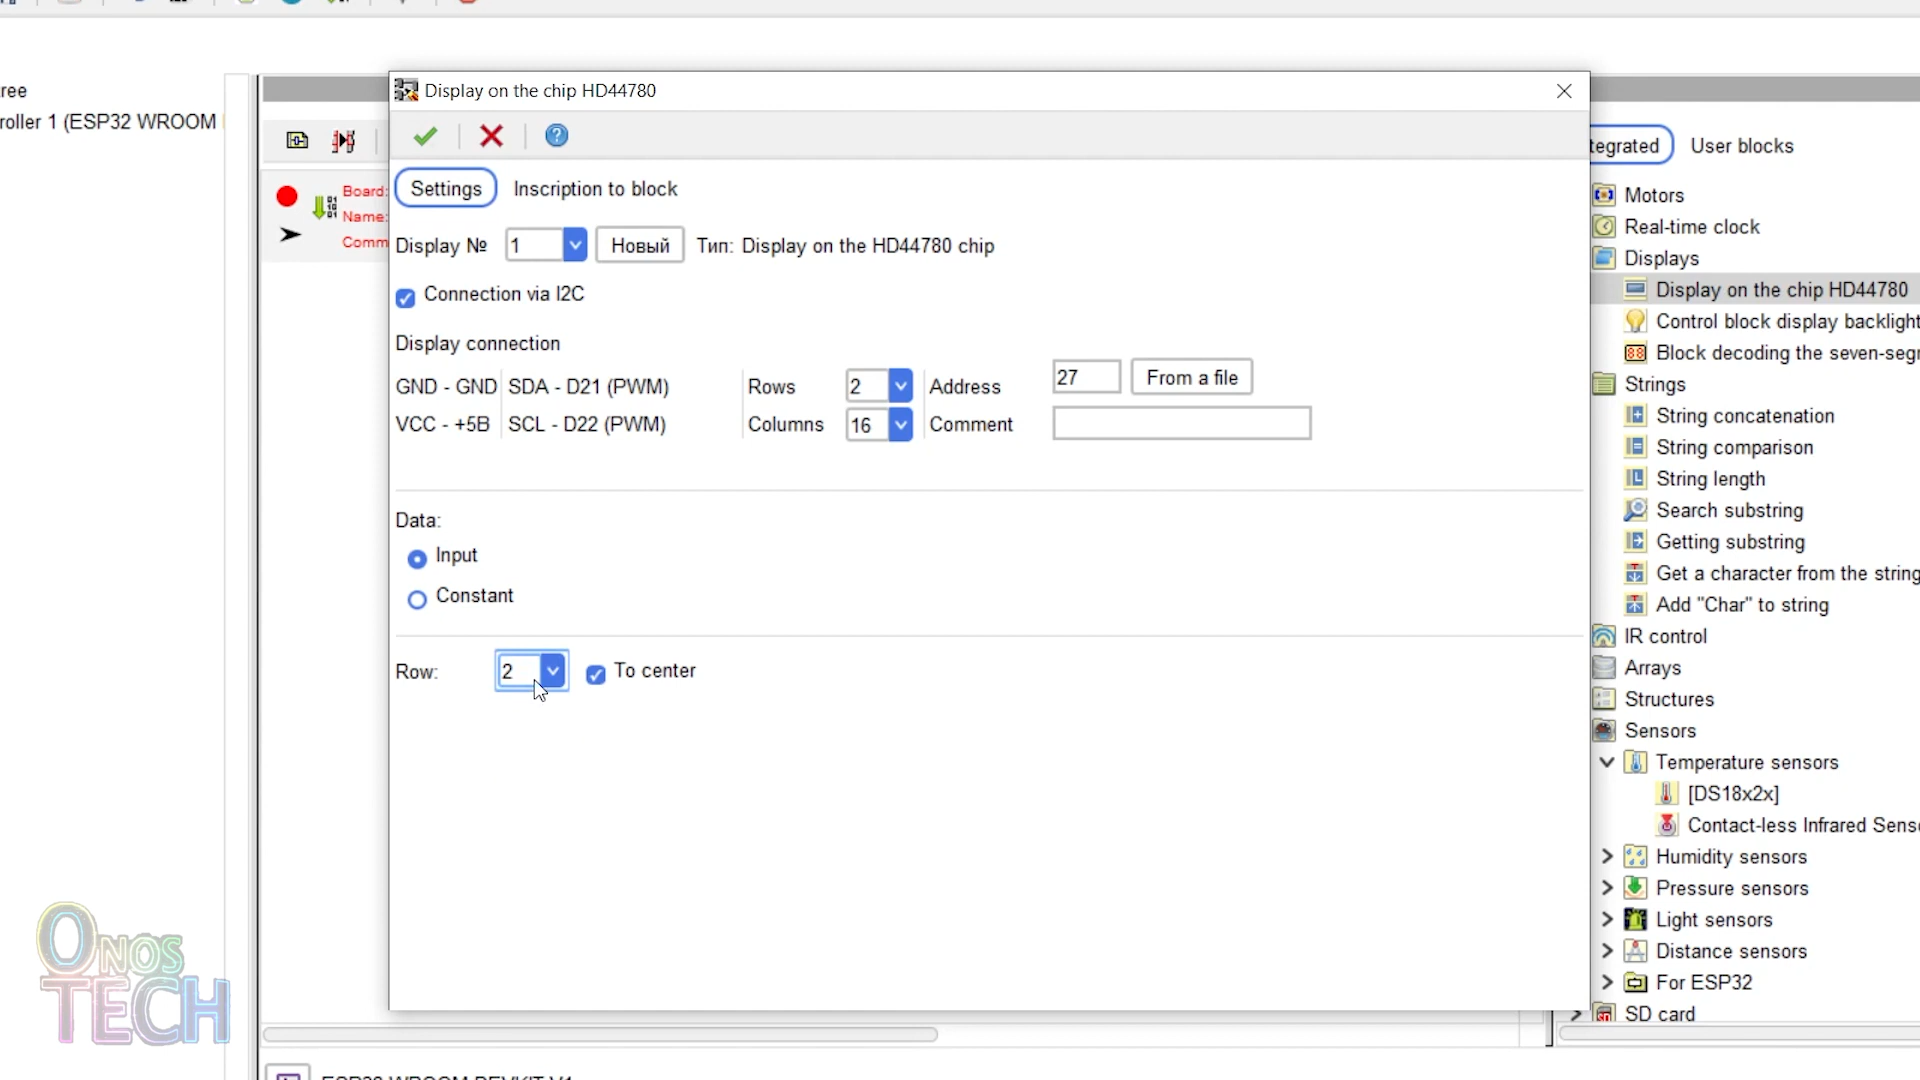 ree
roller 1 (ESP32 WROOM
Display on the chip HD44780
Settings
Inscription to block
Board:
Name:
Comm
Display №
1
Новый
Тип: Display on the HD44780 chip
Connection via I2C
Display connection
GND - GND
SDA - D21 (PWM)
Rows
2
Address
27
From a file
VCC - +5B
SCL - D22 (PWM)
Columns
16
Comment
Data:
Input
Constant
Row:
2
To center
tegrated
User blocks
Motors
Real-time clock
Displays
Display on the chip HD44780
Control block display backlight
Block decoding the seven-seg
Strings
String concatenation
String comparison
String length
Search substring
Getting substring
Get a character from the string
Add "Char" to string
IR control
Arrays
Structures
Sensors
Temperature sensors
[DS18x2x]
Contact-less Infrared Sens
Humidity sensors
Pressure sensors
Light sensors
Distance sensors
For ESP32
SD card
ONOS
TECH
ESP32 WROOM DEVKIT V1